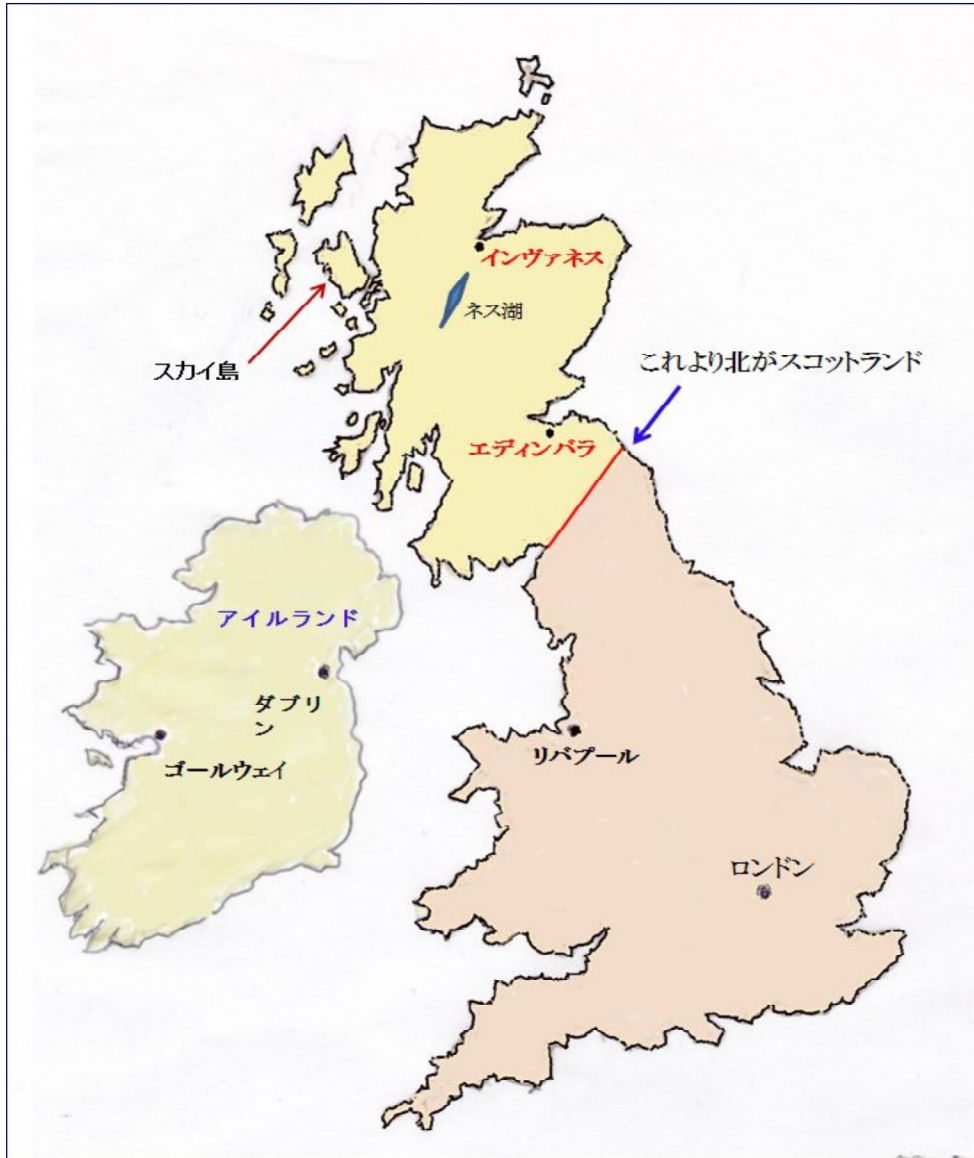 インヴァネス
ネス湖
スカイ島
これより北がスコットランド
エディンバラ
アイルランド
ダブリ
ン
リバプール
ゴールウェイ
ロンドン